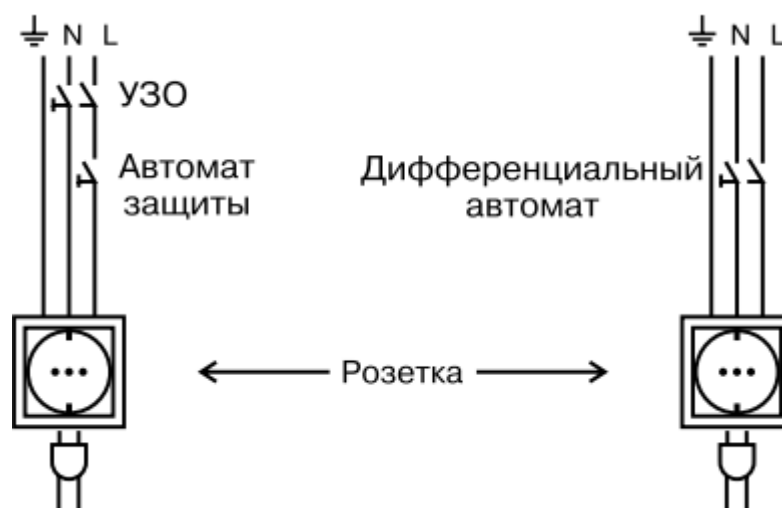 N L
УЗО
Автомат
защиты
N L
Дифференциальный
автомат
Розетка